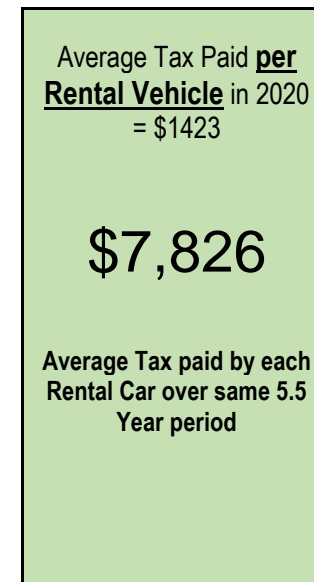 Average Tax Paid per
Rental Vehicle in 2020
= $1423
$7,826
Average Tax paid by each
Rental Car over same 5.5
Year period